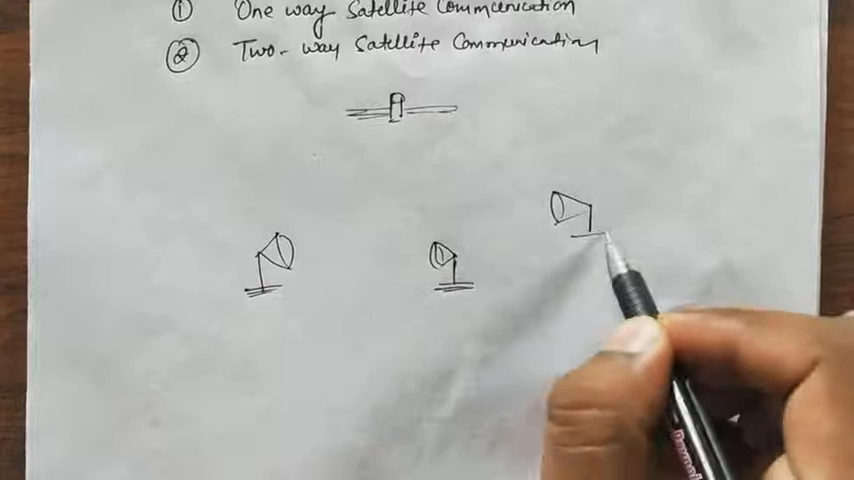 ① One way Satellite Communication
② Two-way Satellite Communication